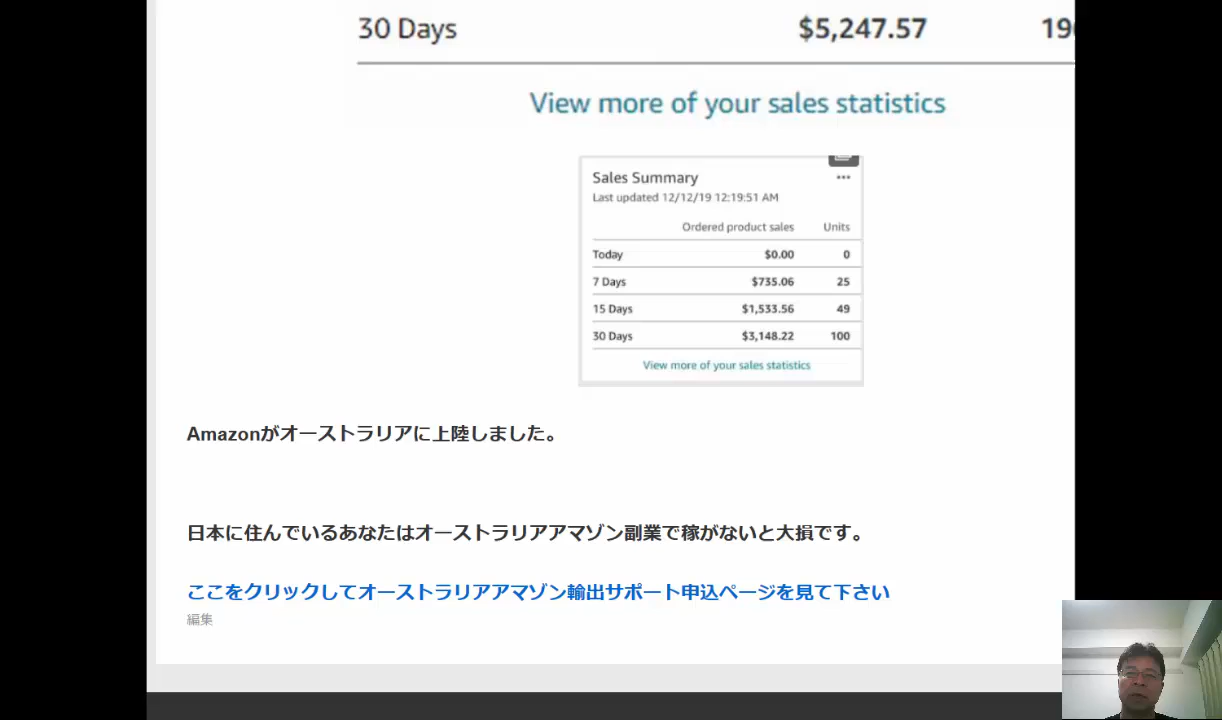 30 Days $5,247.57
View more of your sales statistics
Sales Summary
Last updated 12/12/19 12:19:51 AM
Ordered product sales Units
Today $0.00 0
7 Days $735.06 25
15 Days $1,533.56 49
30 Days $3,148.22 100
View more of your sales statistics
Amazonがオーストラリアに上陸しました。
日本に住んでいるあなたはオーストラリアアマゾン副業で稼がないと大損です。
ここをクリックしてオーストラリアアマゾン輸出サポート申込ページを見て下さい
編集